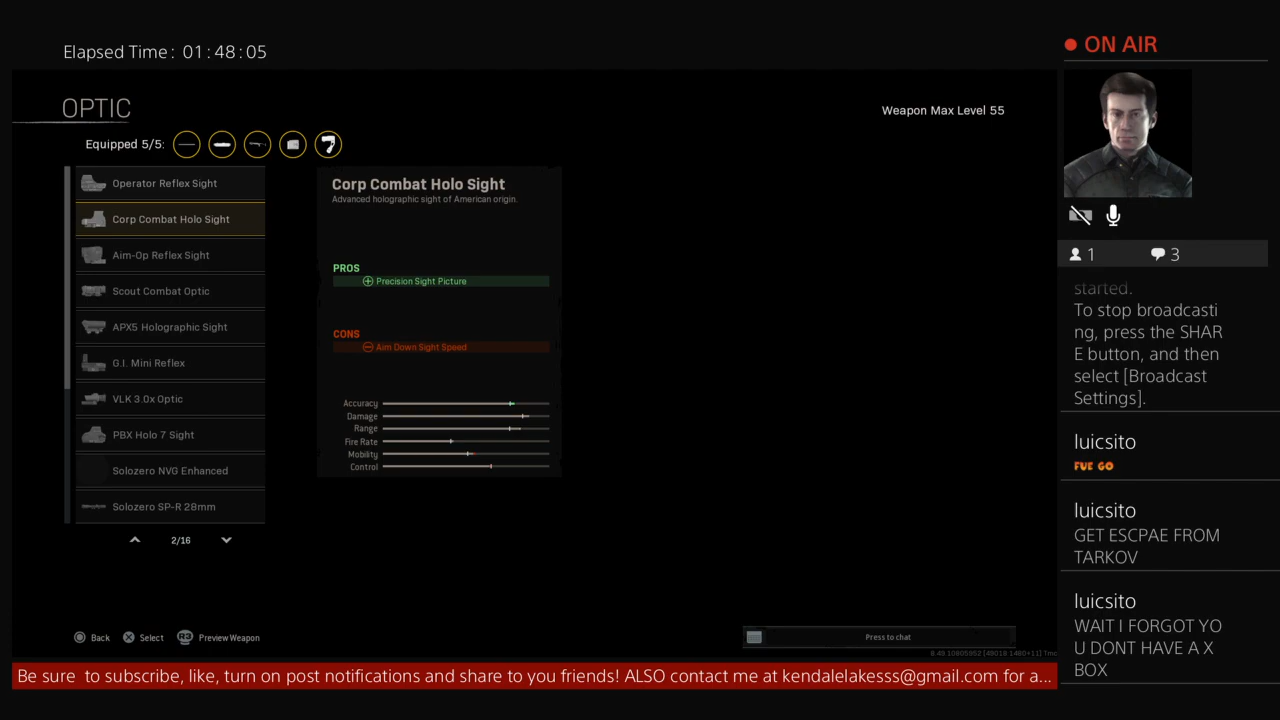 Elapsed Time: 01:48:05
ON AIR
OPTIC
Weapon Max Level 55
Equipped 5/5:
Operator Reflex Sight
Corp Combat Holo Sight
Aim-Op Reflex Sight
Scout Combat Optic
APX5 Holographic Sight
G.I. Mini Reflex
VLK 3.0x Optic
PBX Holo 7 Sight
Solozero NVG Enhanced
Solozero SP-R 28mm
2/16
Corp Combat Holo Sight
Advanced holographic sight of American origin.
PROS
Precision Sight Picture
CONS
Aim Down Sight Speed
Accuracy
Damage
Range
Fire Rate
Mobility
Control
Back
Select
R3 Preview Weapon
Press to chat
1
3
started.
To stop broadcasti
ng, press the SHAR
E button, and then
select [Broadcast
Settings].
luicsito
FUE GO
luicsito
GET ESCPAE FROM
TARKOV
luicsito
WAIT I FORGOT YO
U DONT HAVE A X
BOX
Be sure to subscribe, like, turn on post notifications and share to you friends! ALSO contact me at kendalelakesss@gmail.com for a...